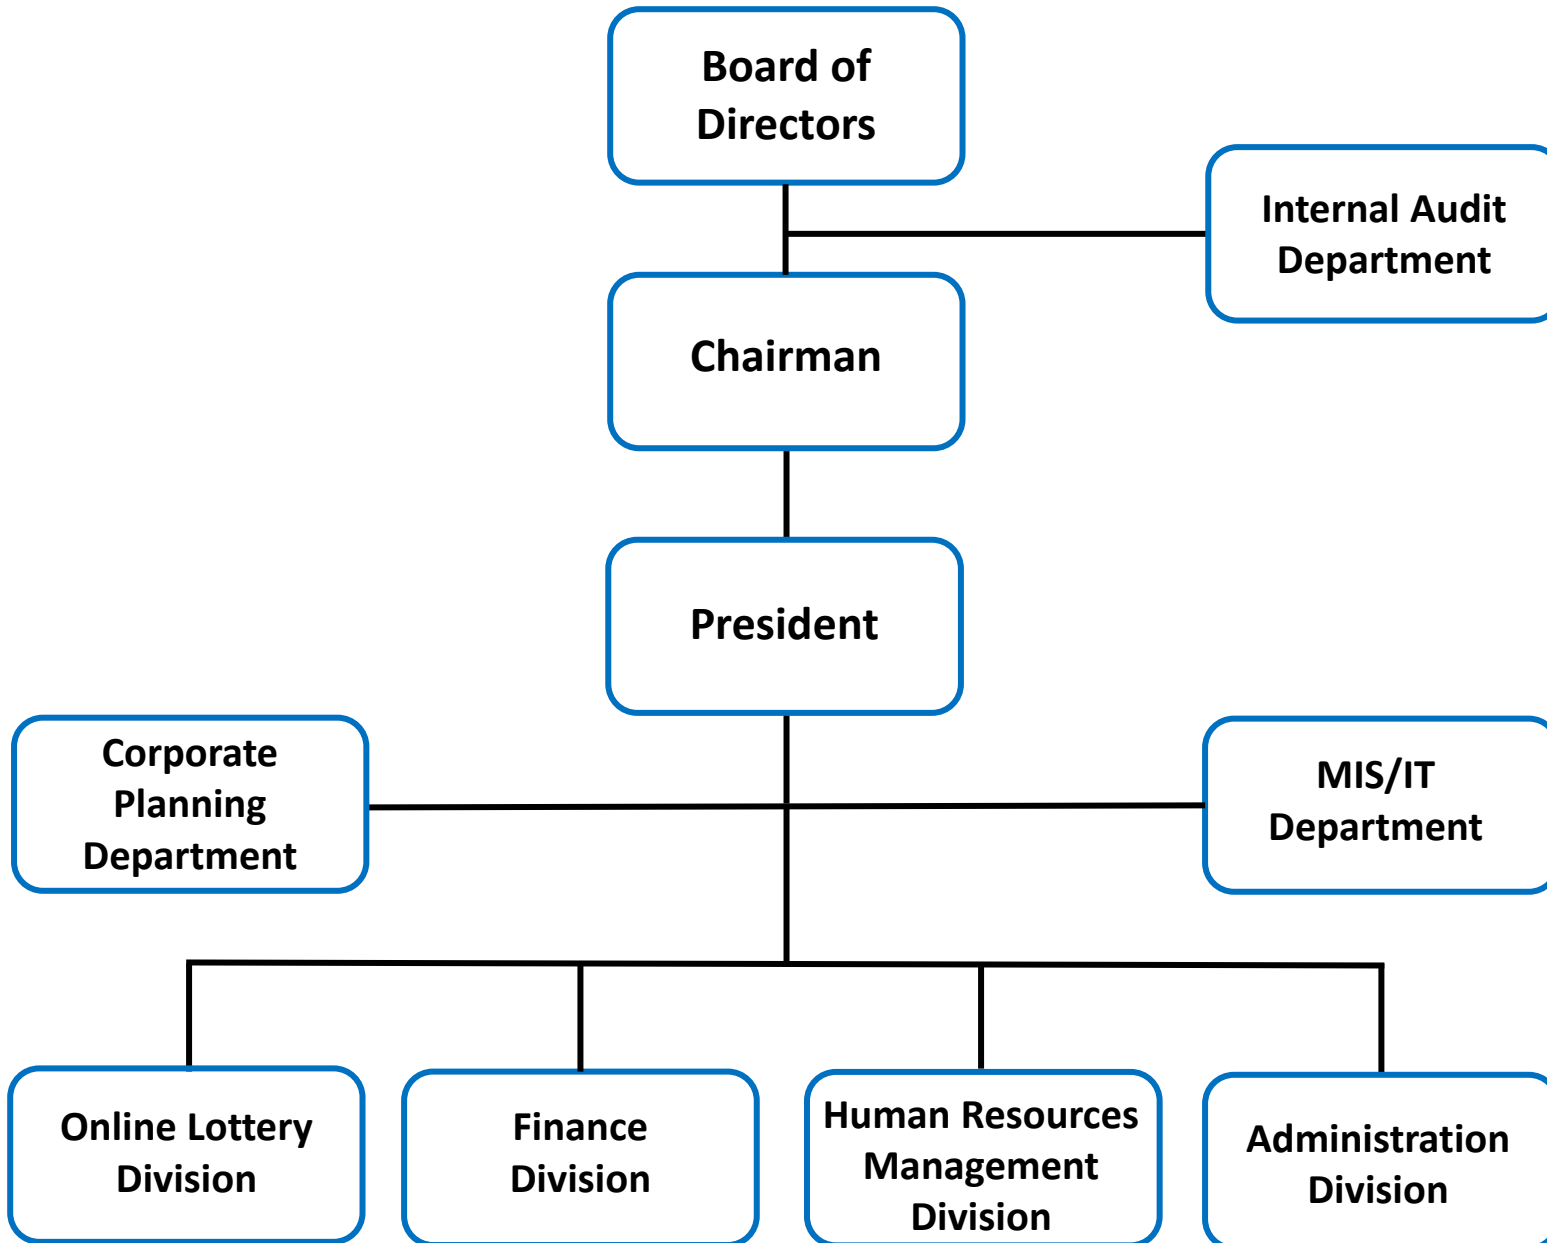 Board of
Directors
Internal Audit
Department
Chairman
President
Corporate
Planning
Department
MIS/IT
Department
Online Lottery
Division
Finance
Division
Human Resources
Management
Division
Administration
Division